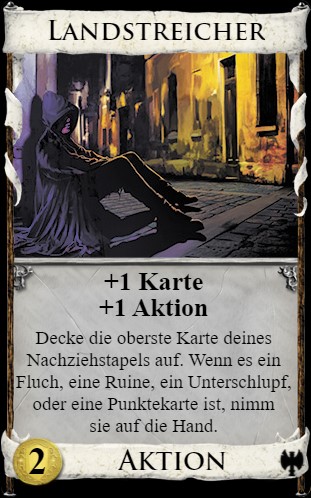 LANDSTREICHER
+1 Karte
+1 Aktion
Decke die oberste Karte deines
Nachziehstapels auf. Wenn es ein
Fluch, eine Ruine, ein Unterschlupf,
oder eine Punktekarte ist, nimm
sie auf die Hand.
2
AKTION